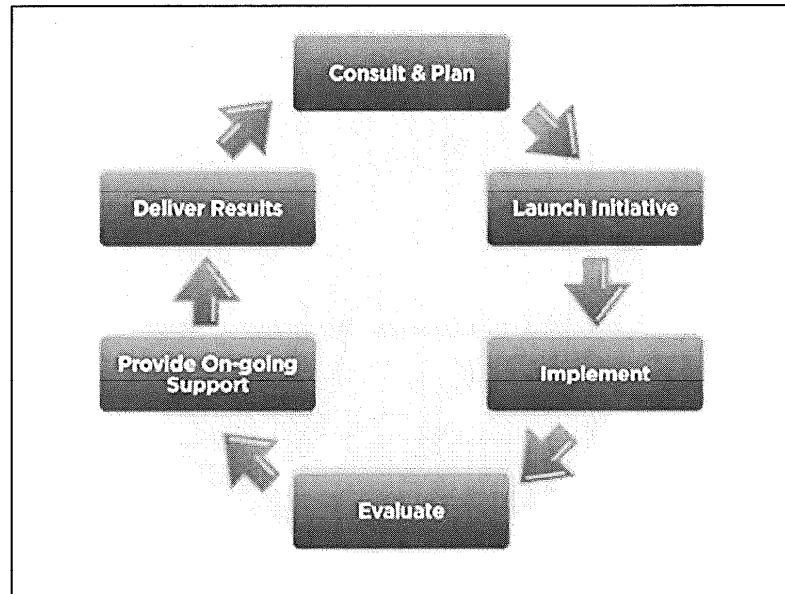 Consult & Plan
Launch Initiative
Implement
Evaluate
Provide On-going
Support
Deliver Results